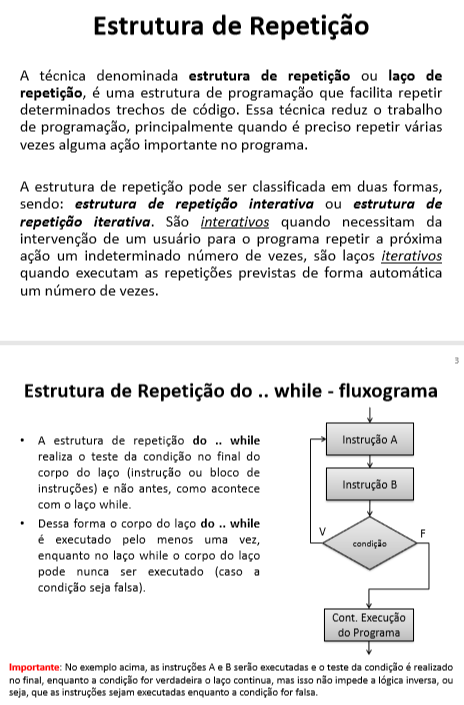 Estrutura de Repetição
A técnica denominada estrutura de repetição ou laço de
repetição, é uma estrutura de programação que facilita repetir
determinados trechos de código. Essa técnica reduz o trabalho
de programação, principalmente quando é preciso repetir várias
vezes alguma ação importante no programa.
A estrutura de repetição pode ser classificada em duas formas,
sendo: estrutura de repetição interativa ou estrutura de
repetição iterativa. São interativos quando necessitam da
intervenção de um usuário para o programa repetir a próxima
ação um indeterminado número de vezes, são laços iterativos
quando executam as repetições previstas de forma automática
um número de vezes.
3
Estrutura de Repetição do .. while - fluxograma
• A estrutura de repetição do .. while
realiza o teste da condição no final do
corpo do laço (instrução ou bloco de
instruções) e não antes, como acontece
com o laço while.
• Dessa forma o corpo do laço do .. while
é executado pelo menos uma vez,
enquanto no laço while o corpo do laço
pode nunca ser executado (caso a
condição seja falsa).
Instrução A
Instrução B
V
F
condição
Cont. Execução
do Programa
Importante: No exemplo acima, as instruções A e B serão executadas e o teste da condição é realizado
no final, enquanto a condição for verdadeira o laço continua, mas isso não impede a lógica inversa, ou
seja, que as instruções sejam executadas enquanto a condição for falsa.